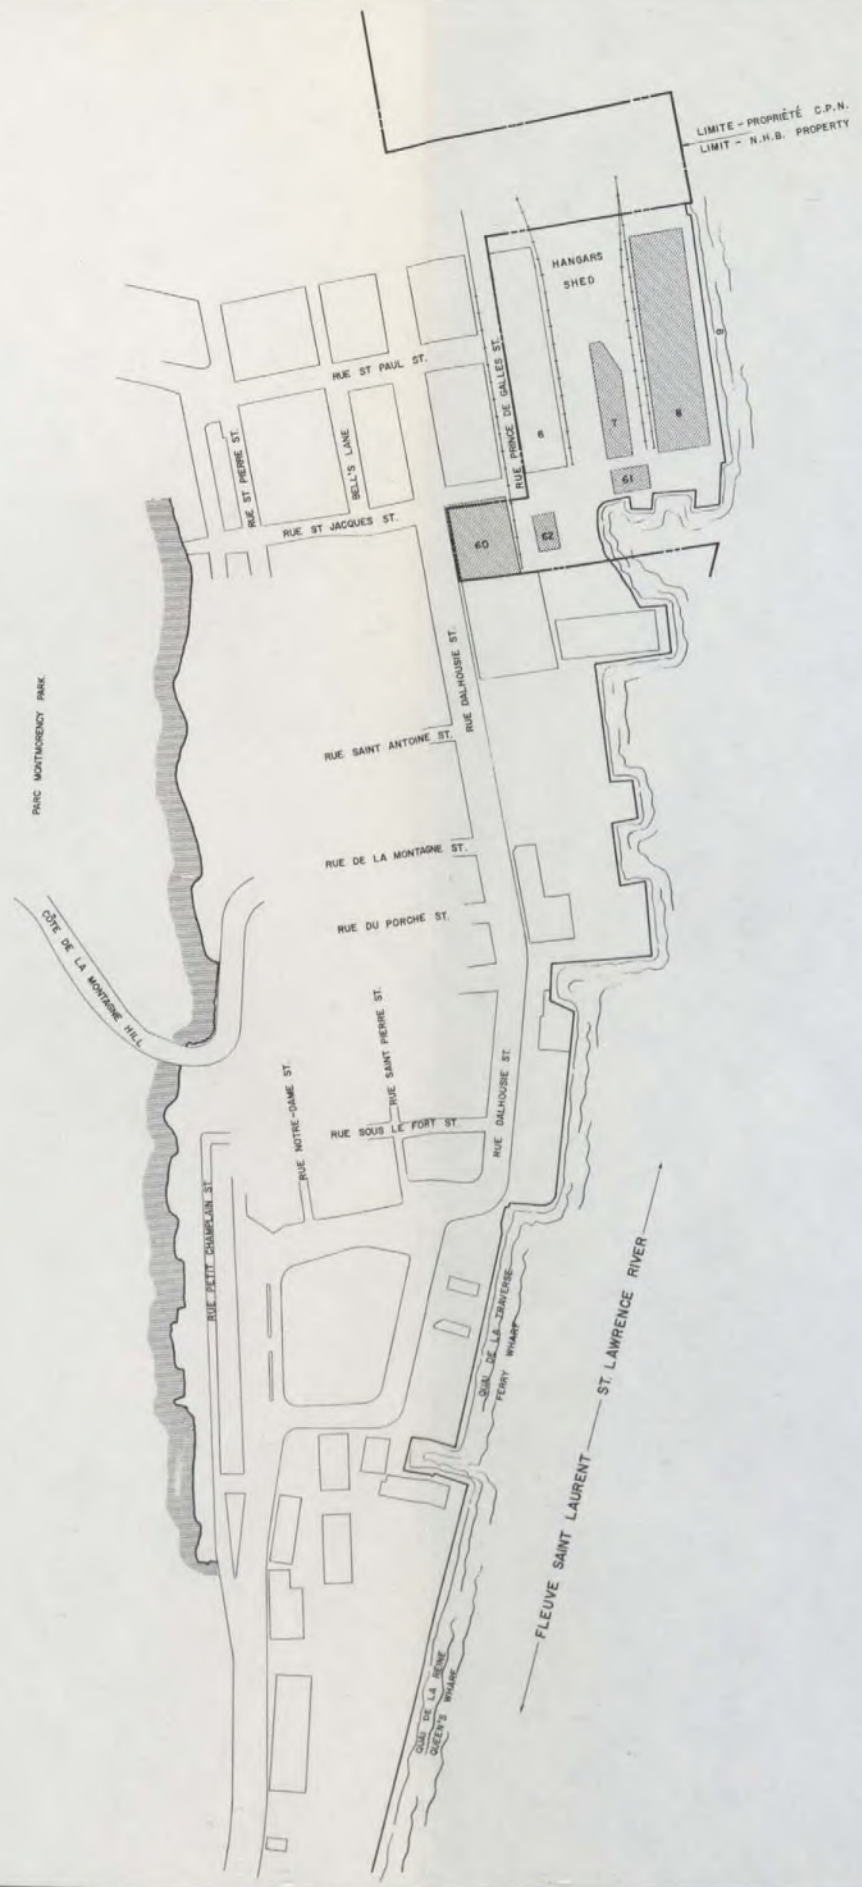 LIMITE - PROPRIÉTÉ C.P.N.
LIMIT - N.H.B. PROPERTY
HANGARS
SHED
RUE PRINCE DE GALLES ST.
6
7
8
9
61
62
60
RUE ST PAUL ST.
RUE ST PIERRE ST.
BELL'S LANE
RUE ST JACQUES ST.
RUE DALHOUSIE ST.
PARC MONTMORENCY PARK
RUE SAINT ANTOINE ST.
RUE DE LA MONTAGNE ST.
RUE DU PORCHE ST.
CÔTE DE LA MONTAGNE HILL
RUE SAINT PIERRE ST.
RUE NOTRE-DAME ST.
RUE SOUS LE FORT ST.
RUE DALHOUSIE ST.
RUE PETIT CHAMPLAIN ST.
QUAI DE LA TRAVERSE
FERRY WHARF
FLEUVE SAINT LAURENT — ST. LAWRENCE RIVER
QUAI DE LA REINE
QUEEN'S WHARF